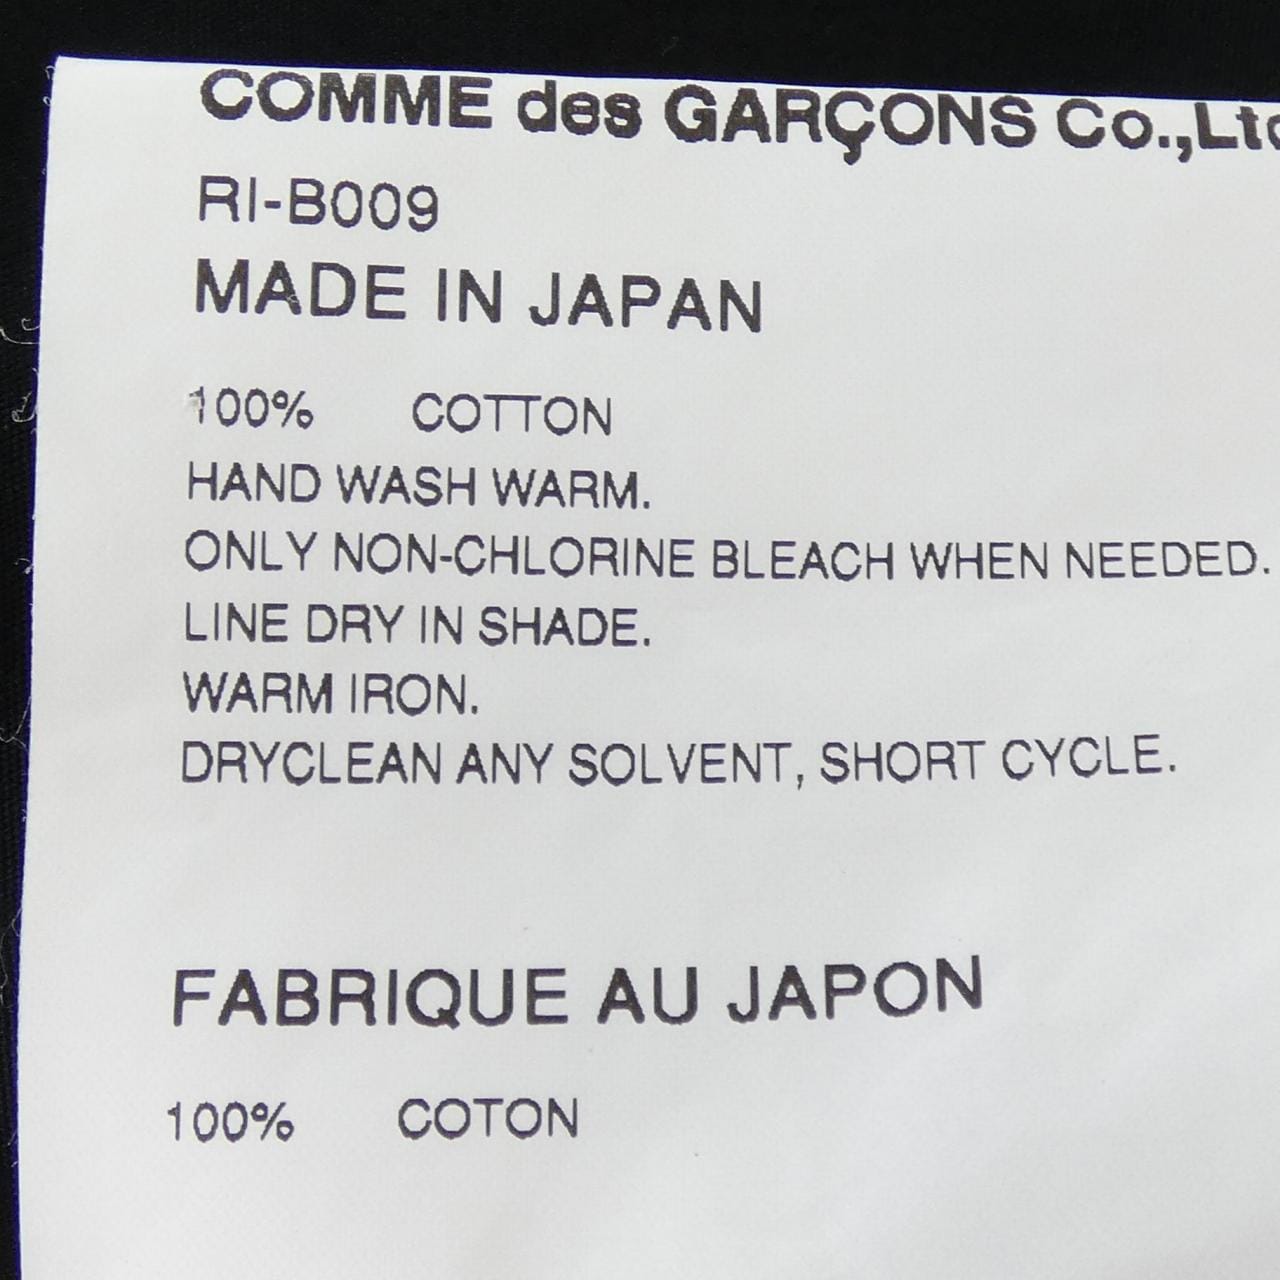 COMME des GARÇONS Co.,Ltd
RI-B009
MADE IN JAPAN
100% COTTON
HAND WASH WARM.
ONLY NON-CHLORINE BLEACH WHEN NEEDED.
LINE DRY IN SHADE.
WARM IRON.
DRYCLEAN ANY SOLVENT, SHORT CYCLE.
FABRIQUE AU JAPON
100% COTON